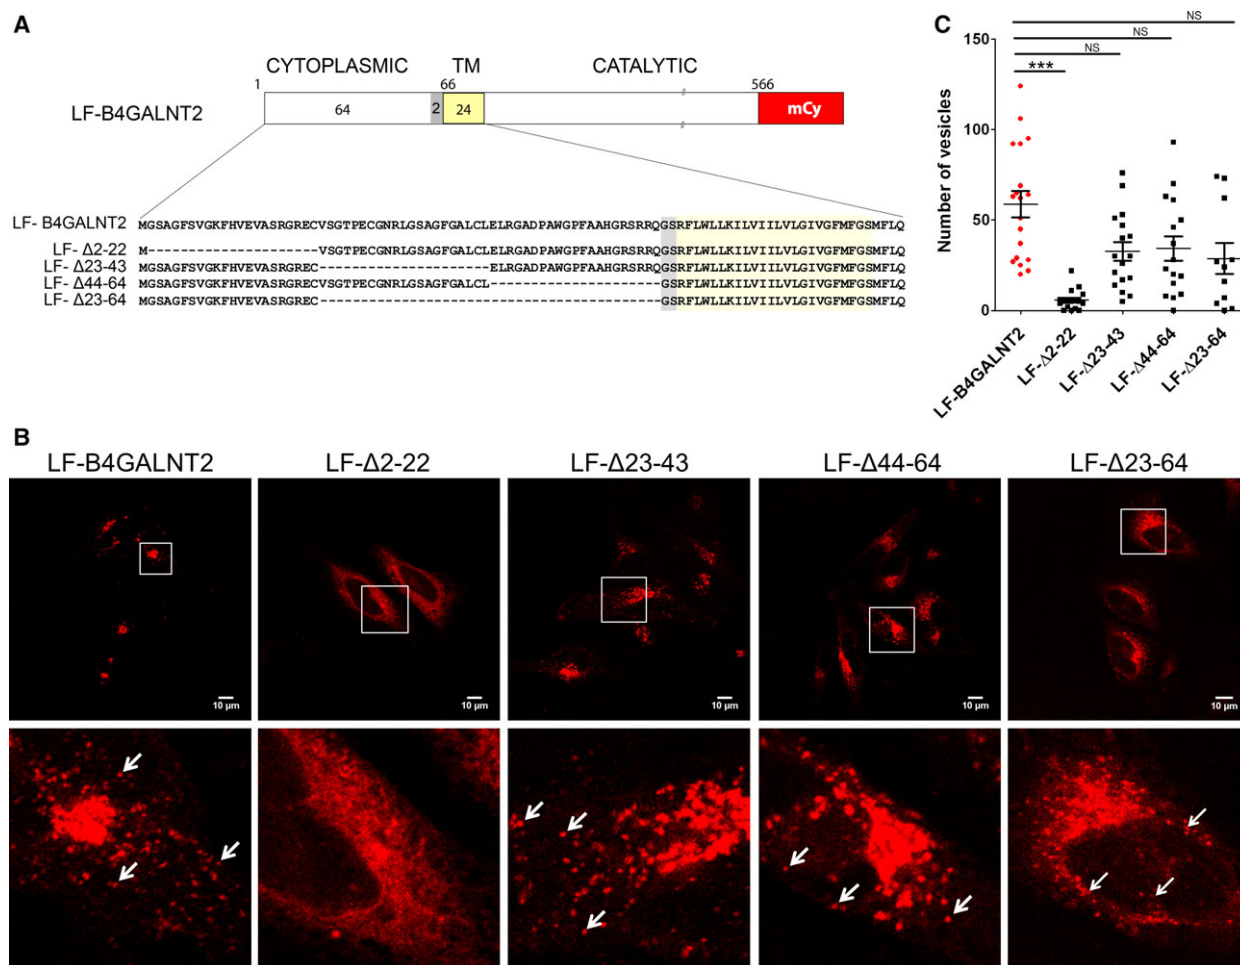 A
CYTOPLASMIC TM CATALYTIC
1 66 566
LF-B4GALNT2 64 2 24 mCy
LF- B4GALNT2 MGSAGFSVGKFHVEVASRGRECVSGTPECGNRLGSAGFGALCLELRGADPAWGPFAAHGRSRRQGSRFLWLLKILVIILVLGIVGFMFGSMFLQ
LF- Δ2-22 M---------------------VSGTPECGNRLGSAGFGALCLELRGADPAWGPFAAHGRSRRQGSRFLWLLKILVIILVLGIVGFMFGSMFLQ
LF- Δ23-43 MGSAGFSVGKFHVEVASRGREC---------------------ELRGADPAWGPFAAHGRSRRQGSRFLWLLKILVIILVLGIVGFMFGSMFLQ
LF- Δ44-64 MGSAGFSVGKFHVEVASRGRECVSGTPECGNRLGSAGFGALCL---------------------GSRFLWLLKILVIILVLGIVGFMFGSMFLQ
LF- Δ23-64 MGSAGFSVGKFHVEVASRGREC------------------------------------------GSRFLWLLKILVIILVLGIVGFMFGSMFLQ
C
NS
NS
NS
***
Number of vesicles
150
100
50
0
LF-B4GALNT2
LF-Δ2-22
LF-Δ23-43
LF-Δ44-64
LF-Δ23-64
B
LF-B4GALNT2 LF-Δ2-22 LF-Δ23-43 LF-Δ44-64 LF-Δ23-64
10 µm 10 µm 10 µm 10 µm 10 µm